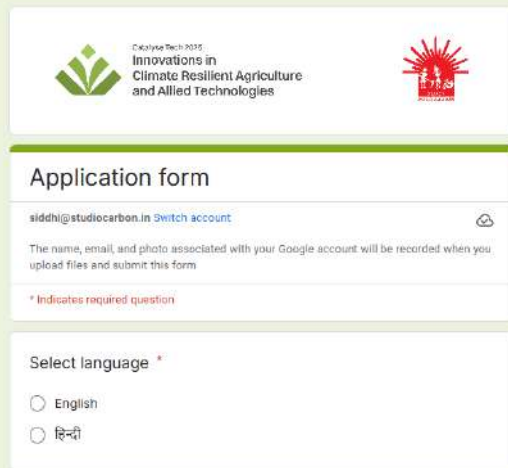 Catalyse Tech 2025
Innovations in
Climate Resilient Agriculture
and Allied Technologies
Application form
siddhi@studiocarbon.in Switch account
The name, email, and photo associated with your Google account will be recorded when you
upload files and submit this form
* Indicates required question
Select language *
English
हिन्दी